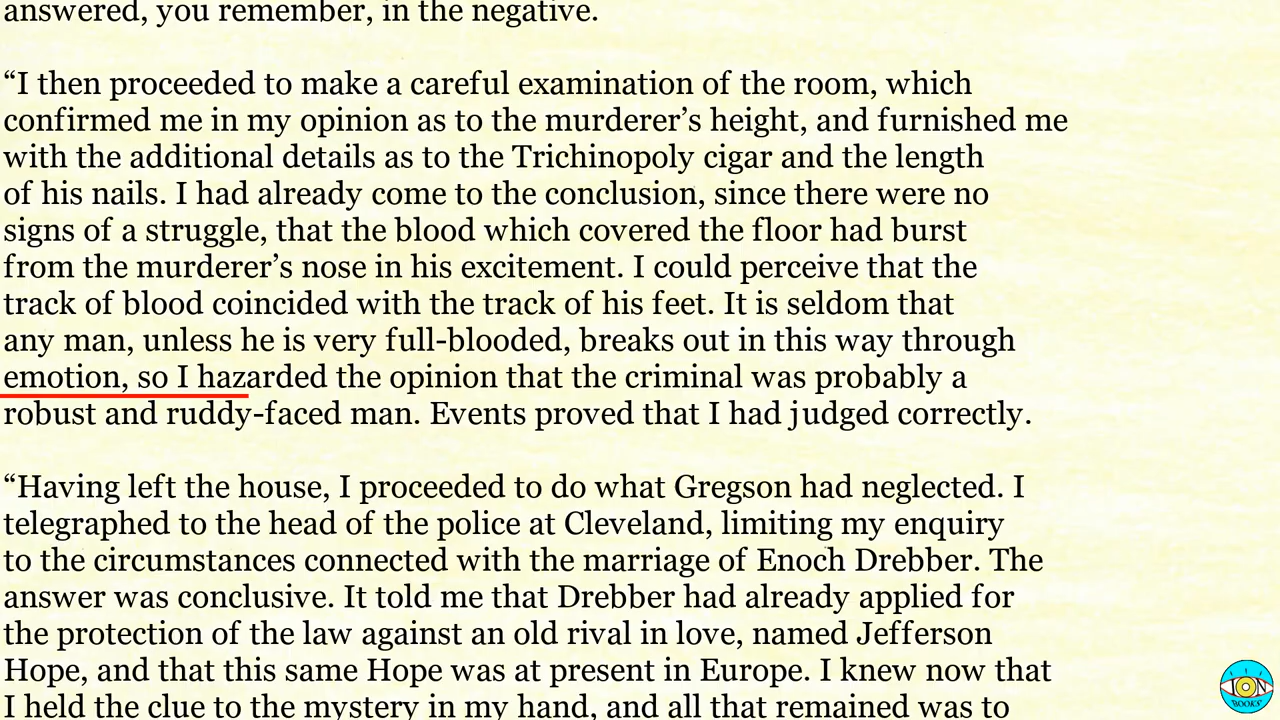 answered, you remember, in the negative.
“I then proceeded to make a careful examination of the room, which
confirmed me in my opinion as to the murderer’s height, and furnished me
with the additional details as to the Trichinopoly cigar and the length
of his nails. I had already come to the conclusion, since there were no
signs of a struggle, that the blood which covered the floor had burst
from the murderer’s nose in his excitement. I could perceive that the
track of blood coincided with the track of his feet. It is seldom that
any man, unless he is very full-blooded, breaks out in this way through
emotion, so I hazarded the opinion that the criminal was probably a
robust and ruddy-faced man. Events proved that I had judged correctly.
“Having left the house, I proceeded to do what Gregson had neglected. I
telegraphed to the head of the police at Cleveland, limiting my enquiry
to the circumstances connected with the marriage of Enoch Drebber. The
answer was conclusive. It told me that Drebber had already applied for
the protection of the law against an old rival in love, named Jefferson
Hope, and that this same Hope was at present in Europe. I knew now that
I held the clue to the mystery in my hand, and all that remained was to
BOOKS